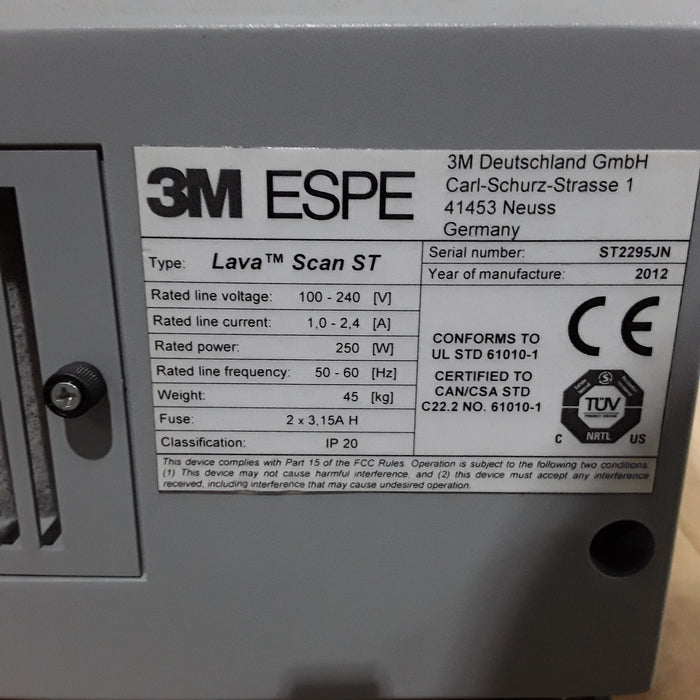 3M ESPE
3M Deutschland GmbH
Carl-Schurz-Strasse 1
41453 Neuss
Germany
Type: Lava™ Scan ST
Serial number: ST2295JN
Year of manufacture: 2012
Rated line voltage: 100 - 240 [V]
Rated line current: 1,0 - 2,4 [A]
Rated power: 250 [W]
Rated line frequency: 50 - 60 [Hz]
Weight: 45 [kg]
Fuse: 2 x 3,15A H
Classification: IP 20
CE
CONFORMS TO
UL STD 61010-1
CERTIFIED TO
CAN/CSA STD
C22.2 NO. 61010-1
TÜV
C NRTL US
This device complies with Part 15 of the FCC Rules. Operation is subject to the following two conditions:
(1) This device may not cause harmful interference, and (2) this device must accept any interference
received, including interference that may cause undesired operation.